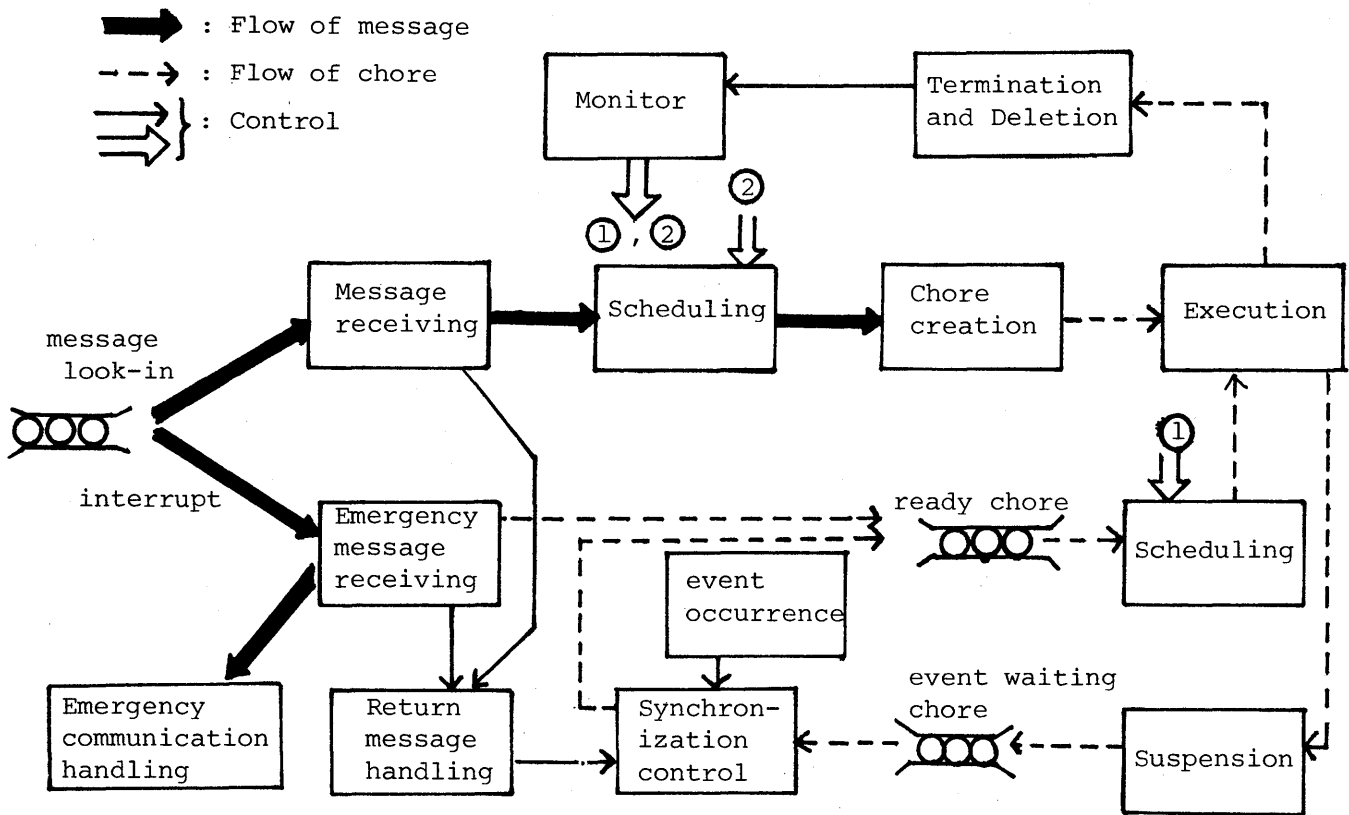 : Flow of message
: Flow of chore
: Control
Monitor
Termination
and Deletion
②
① , ②
Message
receiving
Scheduling
Chore
creation
Execution
message
look-in
①
interrupt
Emergency
message
receiving
ready chore
Scheduling
event
occurrence
Emergency
communication
handling
Return
message
handling
Synchron-
ization
control
event waiting
chore
Suspension